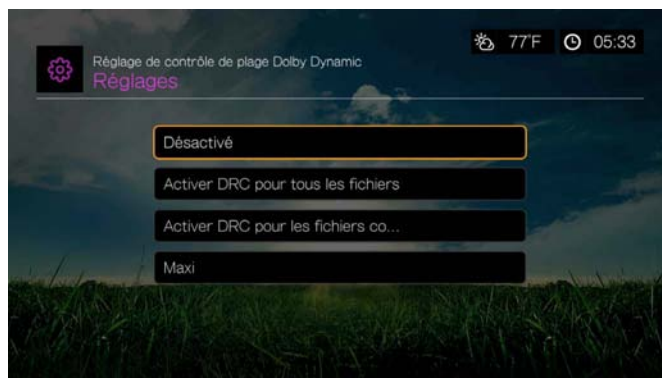 77°F 05:33
Réglage de contrôle de plage Dolby Dynamic
Réglages
Désactivé
Activer DRC pour tous les fichiers
Activer DRC pour les fichiers co...
Maxi